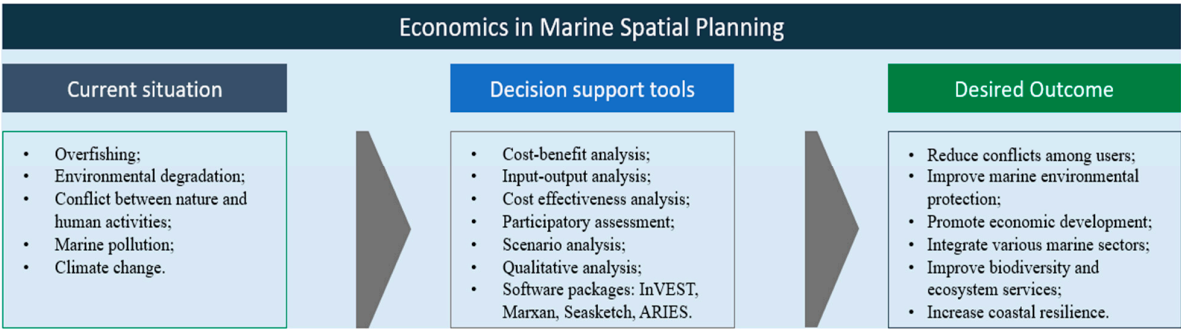 Economics in Marine Spatial Planning
Current situation
• Overfishing;
• Environmental degradation;
• Conflict between nature and
human activities;
• Marine pollution;
• Climate change.
Decision support tools
• Cost-benefit analysis;
• Input-output analysis;
• Cost effectiveness analysis;
• Participatory assessment;
• Scenario analysis;
• Qualitative analysis;
• Software packages: InVEST,
Marxan, Seasketch, ARIES.
Desired Outcome
• Reduce conflicts among users;
• Improve marine environmental
protection;
• Promote economic development;
• Integrate various marine sectors;
• Improve biodiversity and
ecosystem services;
• Increase coastal resilience.